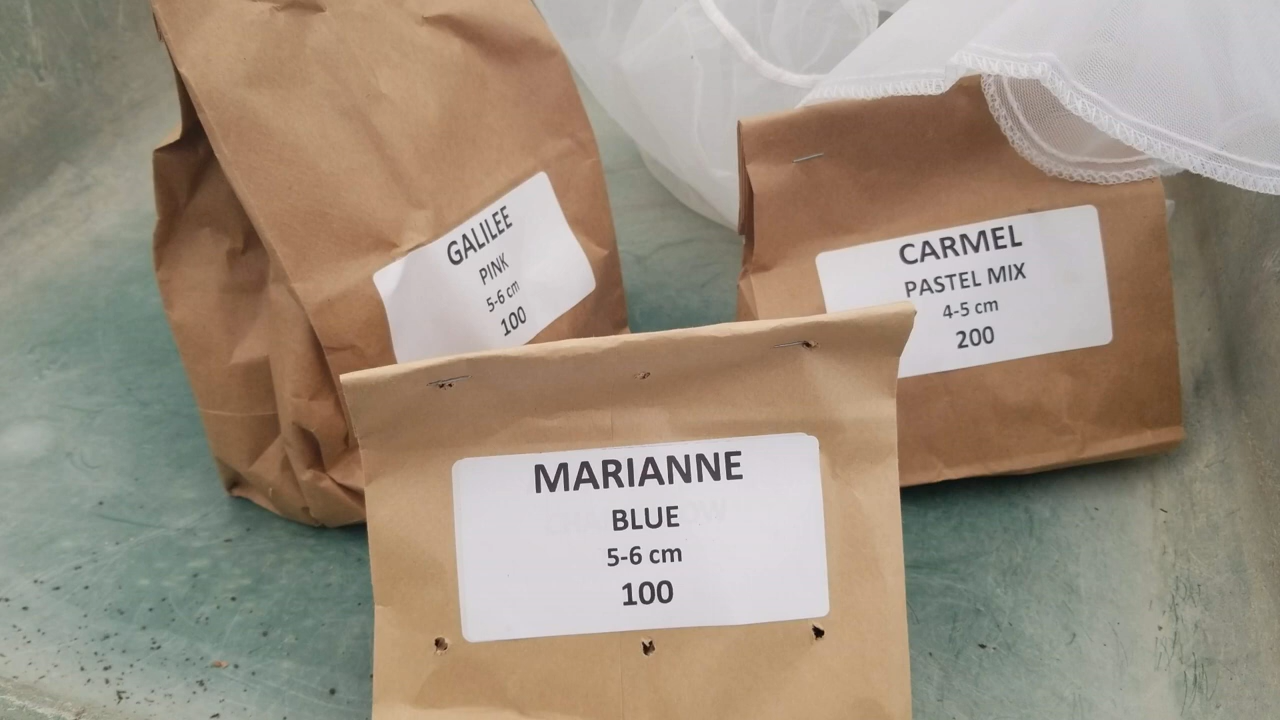 GALILEE
PINK
5-6 cm
100
CARMEL
PASTEL MIX
4-5 cm
200
MARIANNE
BLUE
5-6 cm
100